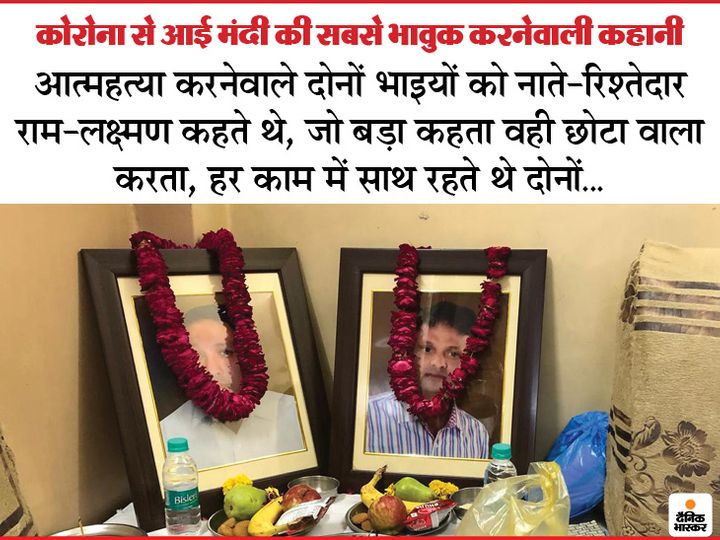 कोरोना से आई मंदी की सबसे भावुक करनेवाली कहानी
आत्महत्या करनेवाले दोनों भाइयों को नाते-रिश्तेदार
राम-लक्ष्मण कहते थे, जो बड़ा कहता वही छोटा वाला
करता, हर काम में साथ रहते थे दोनों...
Bisleri
दैनिक
भास्कर